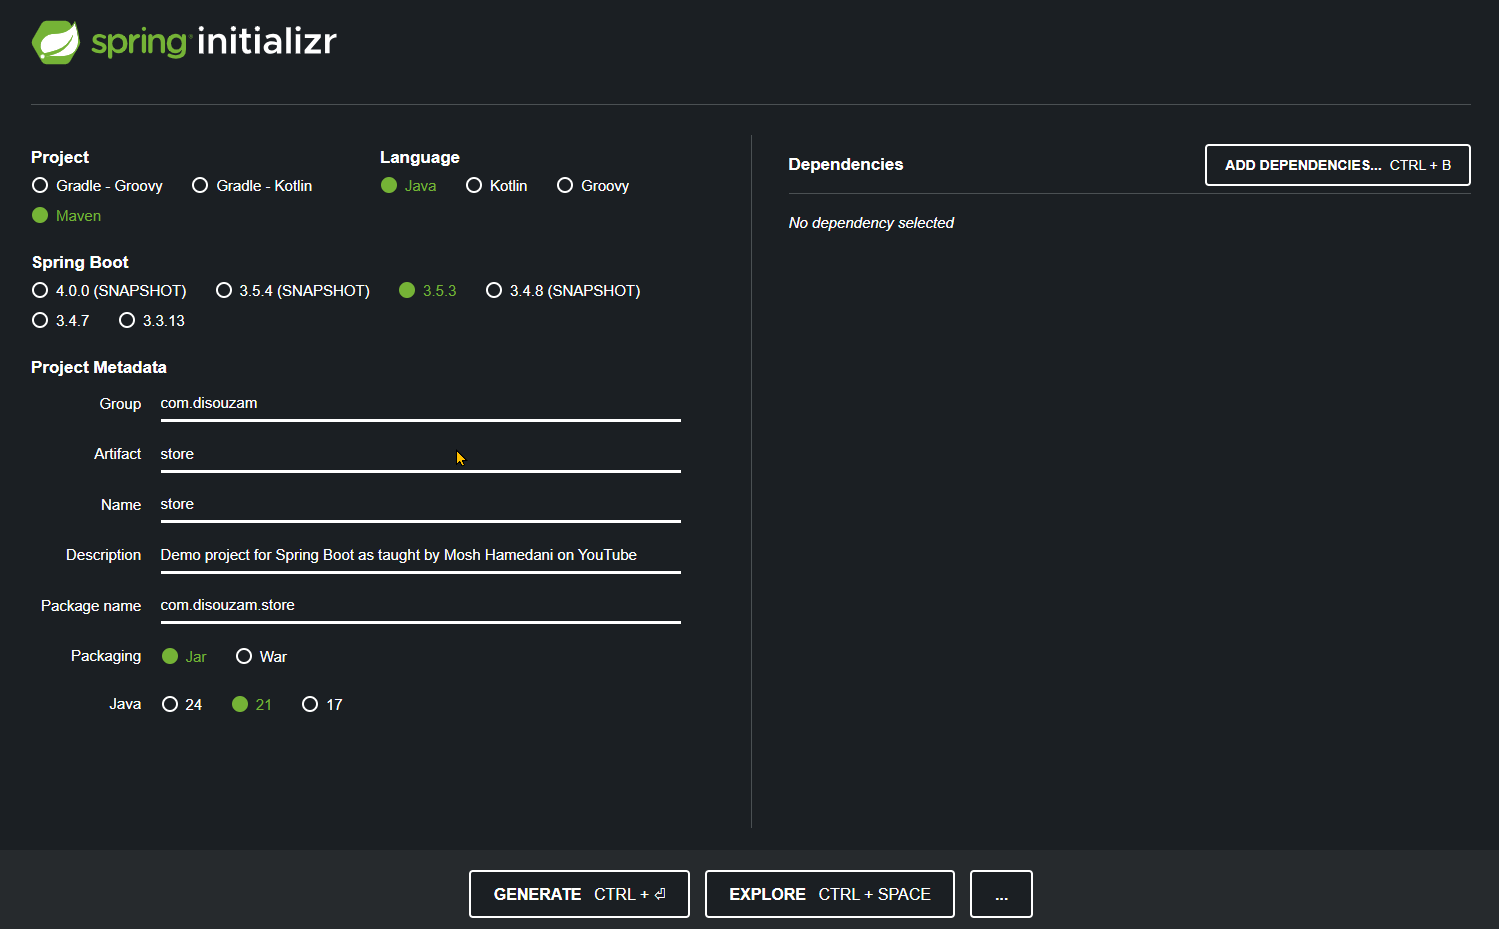 spring initializr
Project
Gradle - Groovy Gradle - Kotlin
Maven
Language
Java Kotlin Groovy
Spring Boot
4.0.0 (SNAPSHOT) 3.5.4 (SNAPSHOT) 3.5.3 3.4.8 (SNAPSHOT)
3.4.7 3.3.13
Project Metadata
Group com.disouzam
Artifact store
Name store
Description Demo project for Spring Boot as taught by Mosh Hamedani on YouTube
Package name com.disouzam.store
Packaging Jar War
Java 24 21 17
Dependencies ADD DEPENDENCIES... CTRL + B
No dependency selected
GENERATE CTRL + ⏎ EXPLORE CTRL + SPACE ...